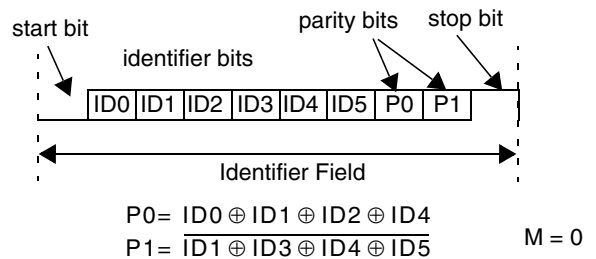 start bit
parity bits
stop bit
identifier bits
ID0 ID1 ID2 ID3 ID4 ID5 P0 P1
Identifier Field
P0= ID0 ⊕ ID1 ⊕ ID2 ⊕ ID4
P1= \overline{ID1 ⊕ ID3 ⊕ ID4 ⊕ ID5}
M = 0